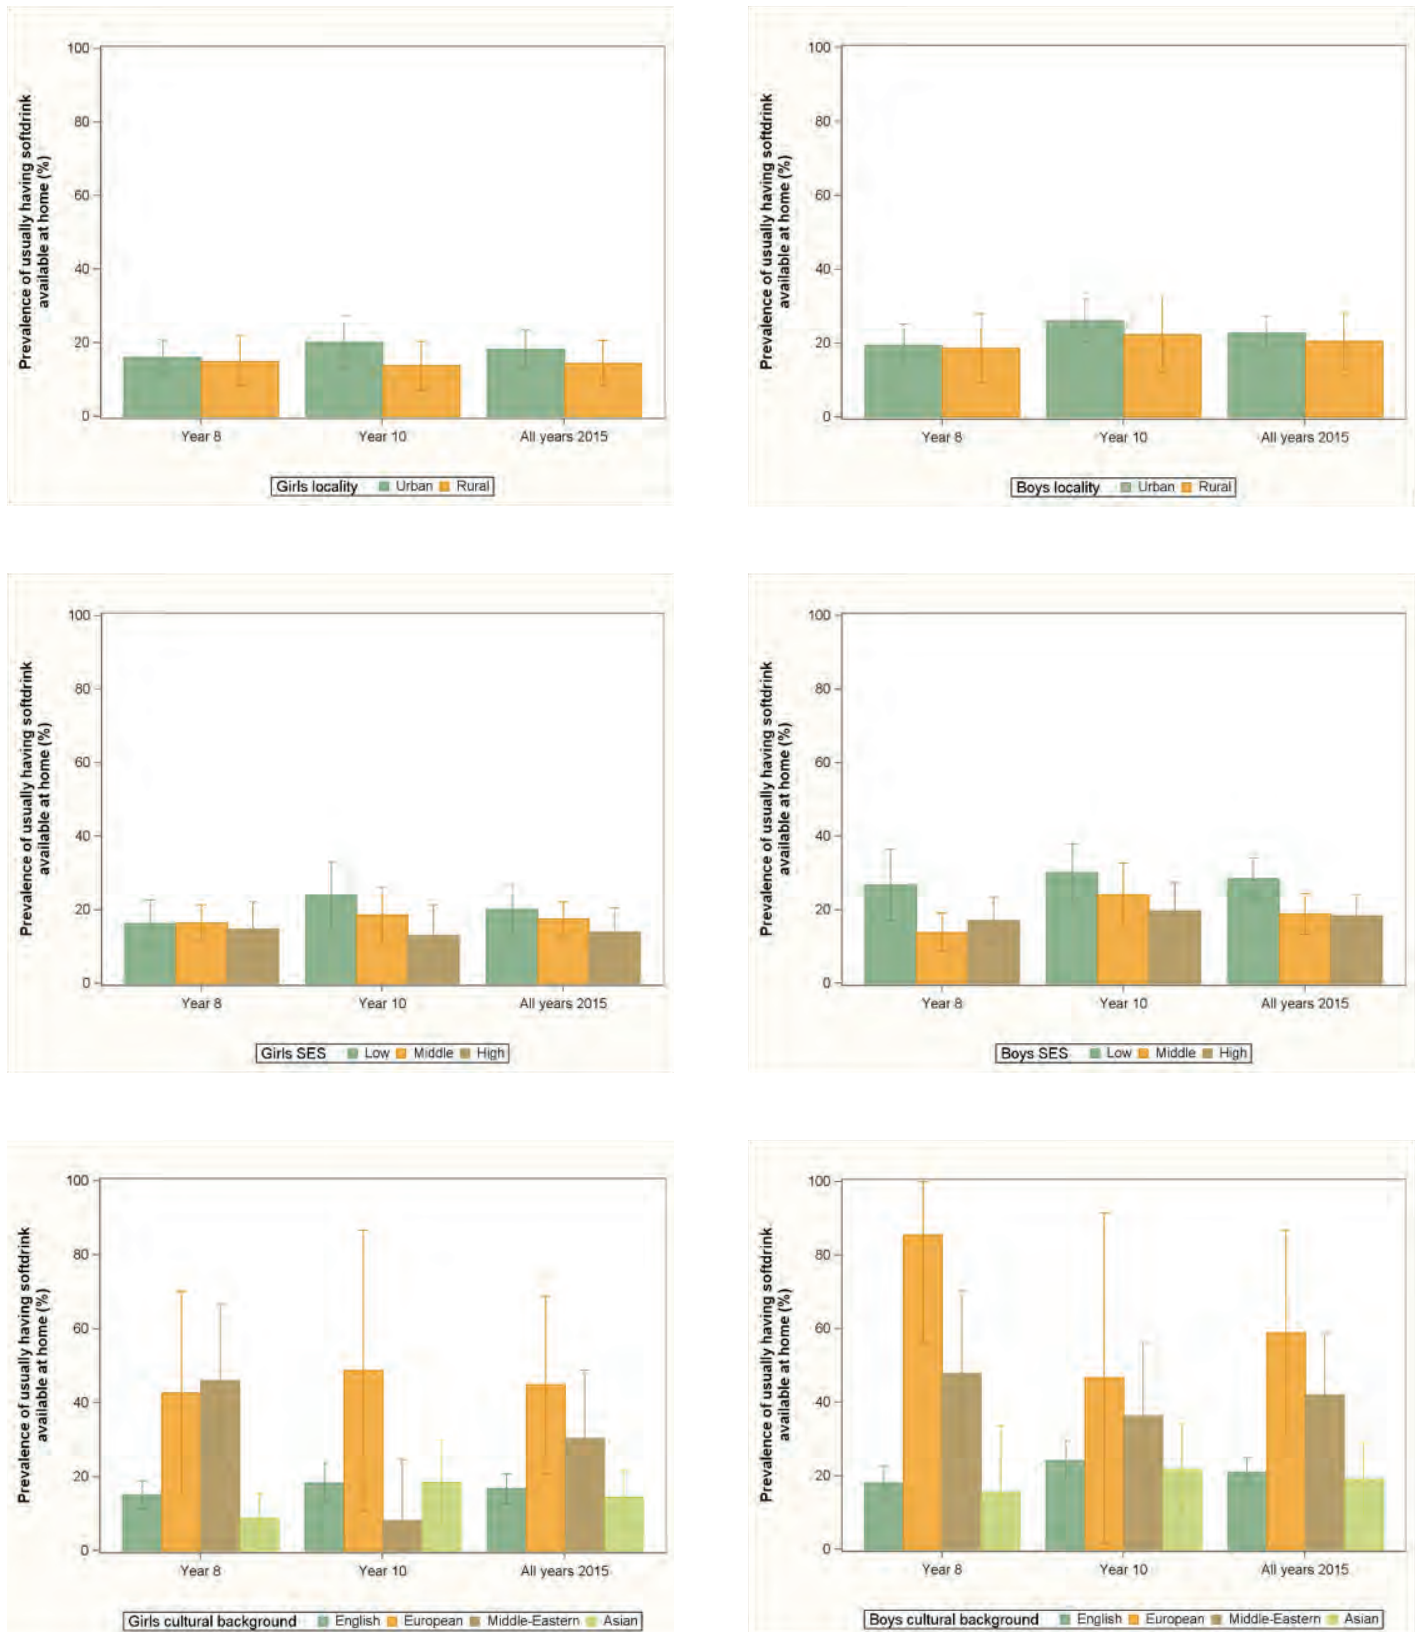 Prevalence of usually having softdrink
available at home (%)
100
80
60
40
20
0
Year 8 Year 10 All years 2015
Girls locality Urban Rural
Prevalence of usually having softdrink
available at home (%)
100
80
60
40
20
0
Year 8 Year 10 All years 2015
Boys locality Urban Rural
Prevalence of usually having softdrink
available at home (%)
100
80
60
40
20
0
Year 8 Year 10 All years 2015
Girls SES Low Middle High
Prevalence of usually having softdrink
available at home (%)
100
80
60
40
20
0
Year 8 Year 10 All years 2015
Boys SES Low Middle High
Prevalence of usually having softdrink
available at home (%)
100
80
60
40
20
0
Year 8 Year 10 All years 2015
Girls cultural background English European Middle-Eastern Asian
Prevalence of usually having softdrink
available at home (%)
100
80
60
40
20
0
Year 8 Year 10 All years 2015
Boys cultural background English European Middle-Eastern Asian